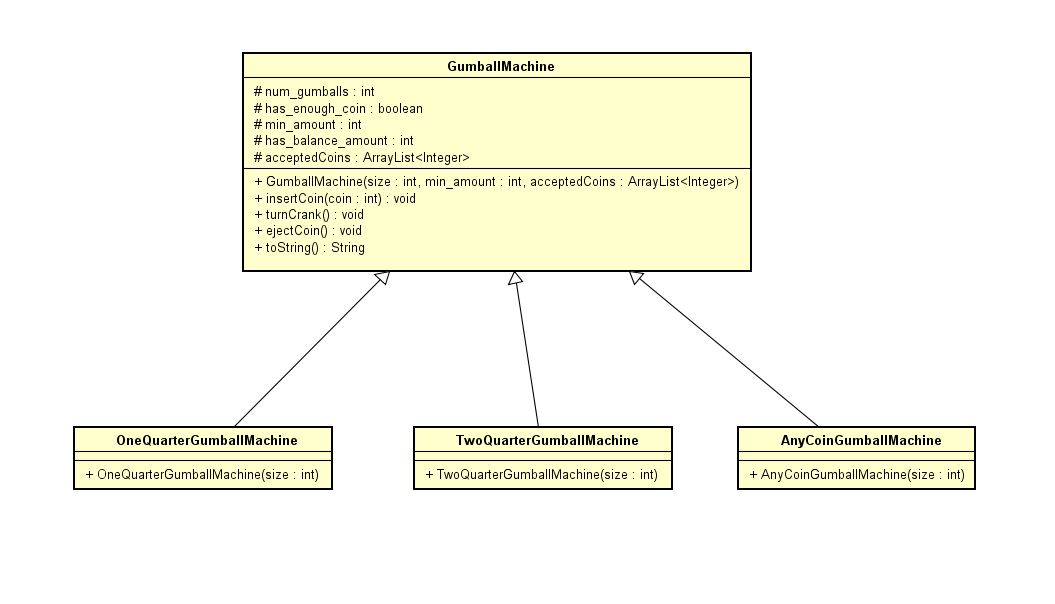 GumballMachine
# num_gumballs : int
# has_enough_coin : boolean
# min_amount : int
# has_balance_amount : int
# acceptedCoins : ArrayList<Integer>
+ GumballMachine(size : int, min_amount : int, acceptedCoins : ArrayList<Integer>)
+ insertCoin(coin : int) : void
+ turnCrank() : void
+ ejectCoin() : void
+ toString() : String
OneQuarterGumballMachine
+ OneQuarterGumballMachine(size : int)
TwoQuarterGumballMachine
+ TwoQuarterGumballMachine(size : int)
AnyCoinGumballMachine
+ AnyCoinGumballMachine(size : int)